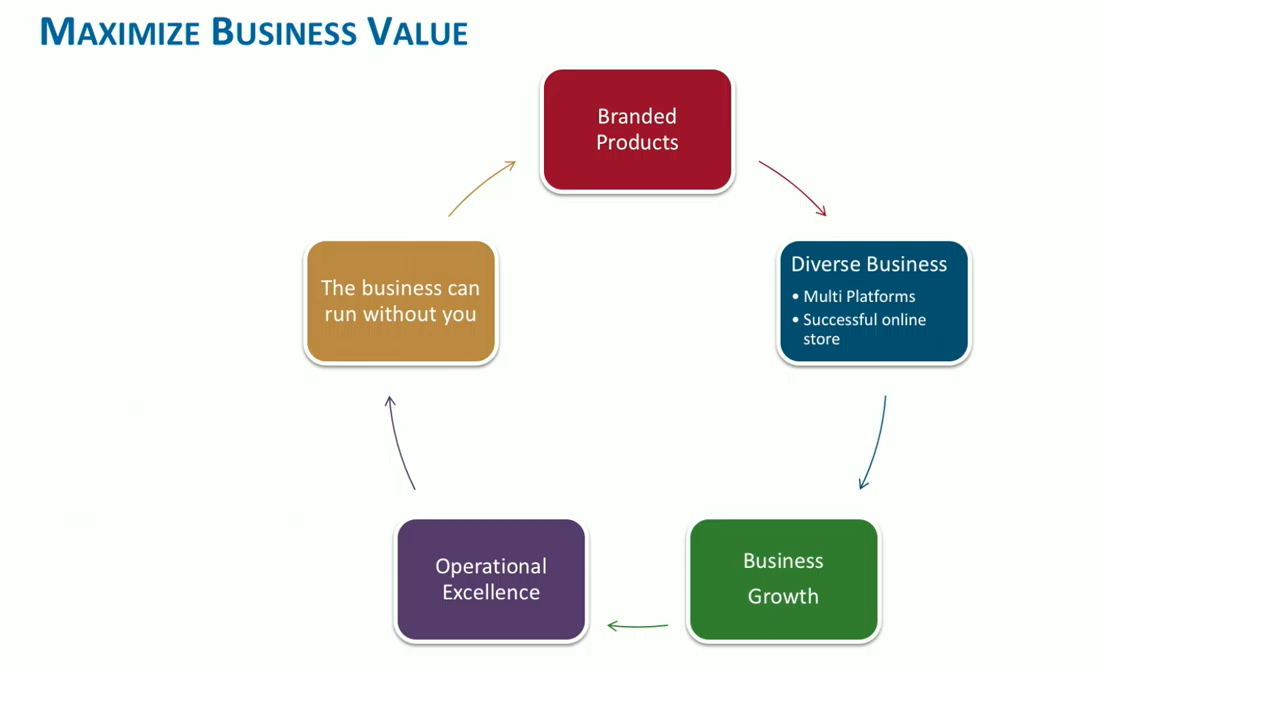 MAXIMIZE BUSINESS VALUE
Branded
Products
Diverse Business
• Multi Platforms
• Successful online
store
Business
Growth
Operational
Excellence
The business can
run without you